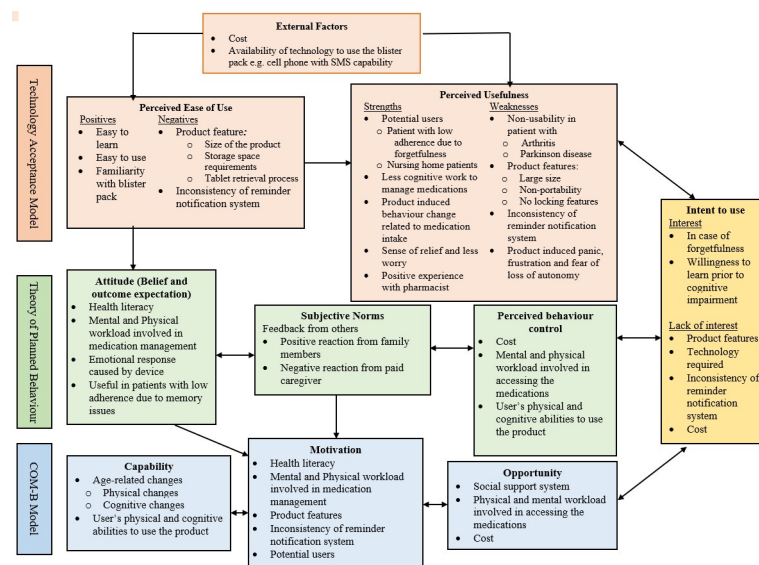 External Factors
• Cost
• Availability of technology to use the blister
pack e.g. cell phone with SMS capability
Technology Acceptance Model
Perceived Ease of Use
Positives
• Easy to
learn
• Easy to use
• Familiarity with
blister
pack
Negatives
• Product feature:
o Size of the product
o Storage space
requirements
o Tablet retrieval process
• Inconsistency of reminder
notification system
Perceived Usefulness
Strengths
• Potential users
o Patient with low
adherence due to
forgetfulness
o Nursing home patients
• Less cognitive work to
manage medications
• Product induced
behaviour change
related to medication
intake
• Sense of relief and less
worry
• Positive experience
with pharmacist
Weaknesses
• Non-usability in
patient with
o Arthritis
o Parkinson disease
• Product features:
o Large size
o Non-portability
o No locking features
• Inconsistency of
reminder notification
system
• Product induced panic,
frustration and fear of
loss of autonomy
Intent to use
Interest
• In case of
forgetfulness
• Willingness to
learn prior to
cognitive
impairment
Lack of interest
• Product features
• Technology
required
• Inconsistency of
reminder
notification
system
• Cost
Theory of Planned Behaviour
Attitude (Belief and
outcome expectation)
• Health literacy
• Mental and Physical
workload involved in
medication management
• Emotional response
caused by device
• Useful in patients with low
adherence due to memory
issues
Subjective Norms
Feedback from others
• Positive reaction from family
members
• Negative reaction from paid
caregiver
Perceived behaviour
control
• Cost
• Mental and physical
workload involved in
accessing the
medications
• User's physical and
cognitive abilities to use
the product
COM-B Model
Capability
• Age-related changes
o Physical changes
o Cognitive changes
• User's physical and cognitive
abilities to use the product
Motivation
• Health literacy
• Mental and Physical workload
involved in medication
management
• Product features
• Inconsistency of reminder
notification system
• Potential users
Opportunity
• Social support system
• Physical and mental workload
involved in accessing the
medications
• Cost